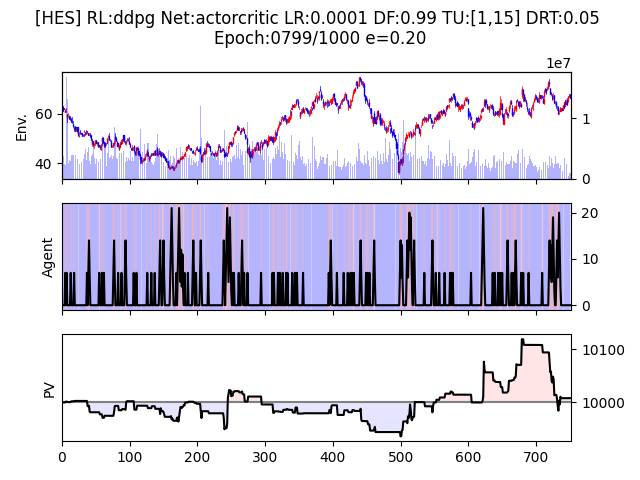 [HES] RL:ddpg Net:actorcritic LR:0.0001 DF:0.99 TU:[1,15] DRT:0.05
Epoch:0799/1000 e=0.20
1e7
Env.
60
40
1
0
Agent
20
10
0
PV
10100
10000
0 100 200 300 400 500 600 700